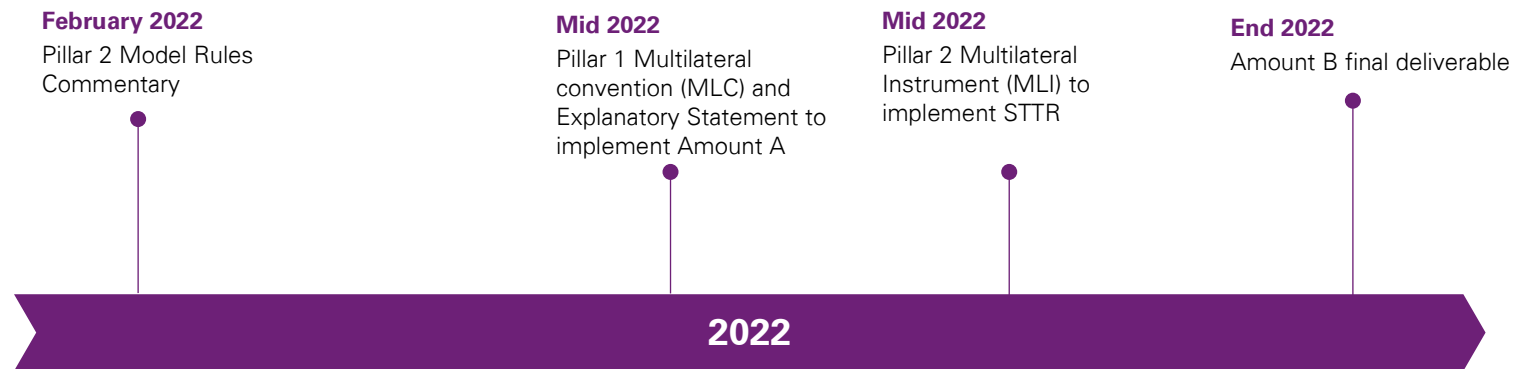 February 2022
Pillar 2 Model Rules
Commentary
Mid 2022
Pillar 1 Multilateral
convention (MLC) and
Explanatory Statement to
implement Amount A
Mid 2022
Pillar 2 Multilateral
Instrument (MLI) to
implement STTR
End 2022
Amount B final deliverable
2022